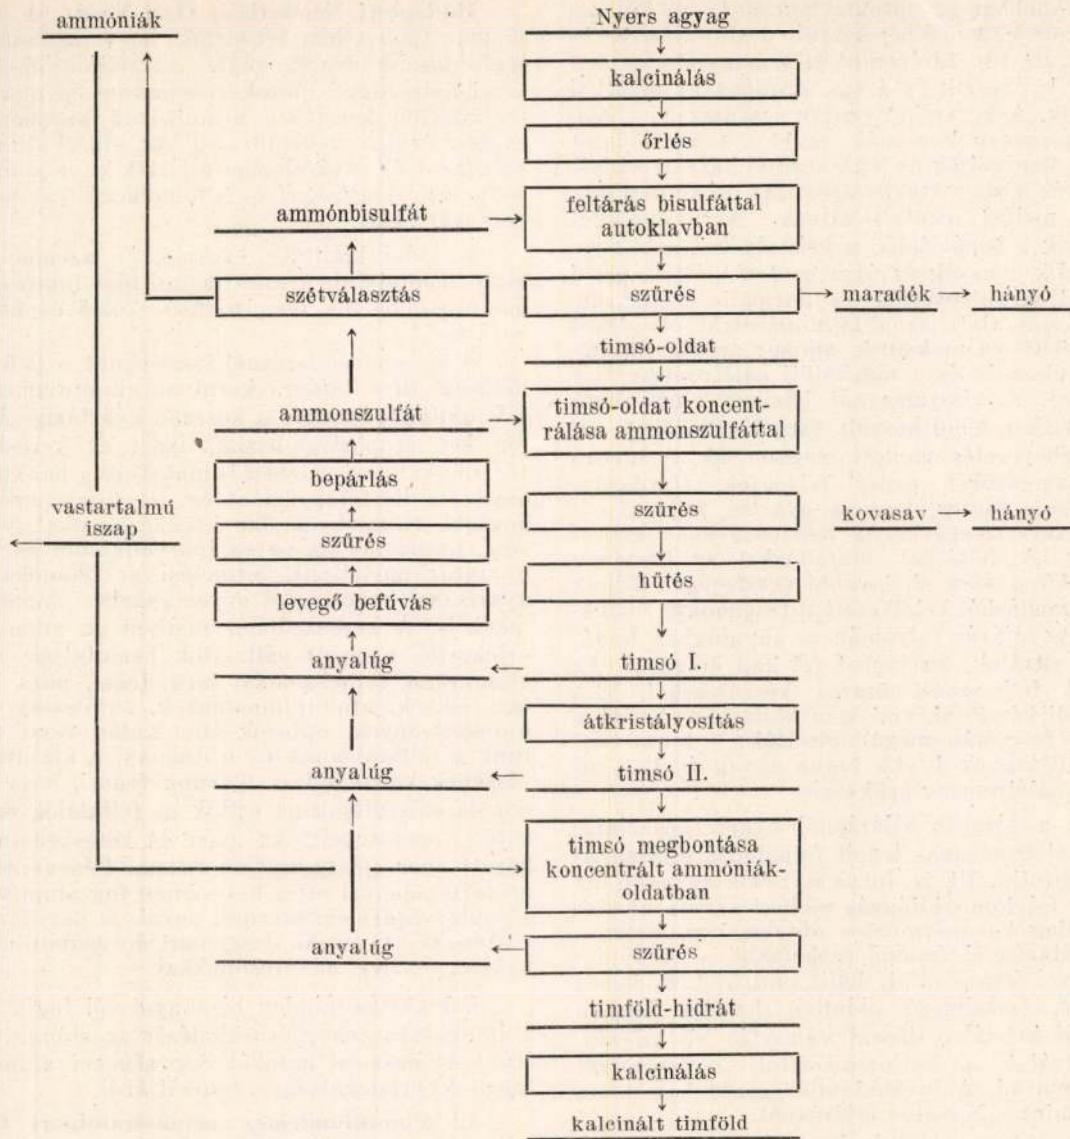 ammóniák
Nyers agyag
kalcinálás
őrlés
ammónbisulfát
feltárás bisulfáttal
autoklavban
szétválasztás
szűrés
maradék
hányó
timsó-oldat
ammonszulfát
timsó-oldat koncent-
rálása ammonszulfáttal
bepárlás
vastartalmú
iszap
szűrés
szűrés
kovasav
hányó
levegő befúvás
hűtés
anyalúg
timsó I.
átkristályosítás
anyalúg
timsó II.
timsó megbontása
koncentrált ammóniák-
oldatban
anyalúg
szűrés
timföld-hidrát
kalcinálás
kalcinált timföld